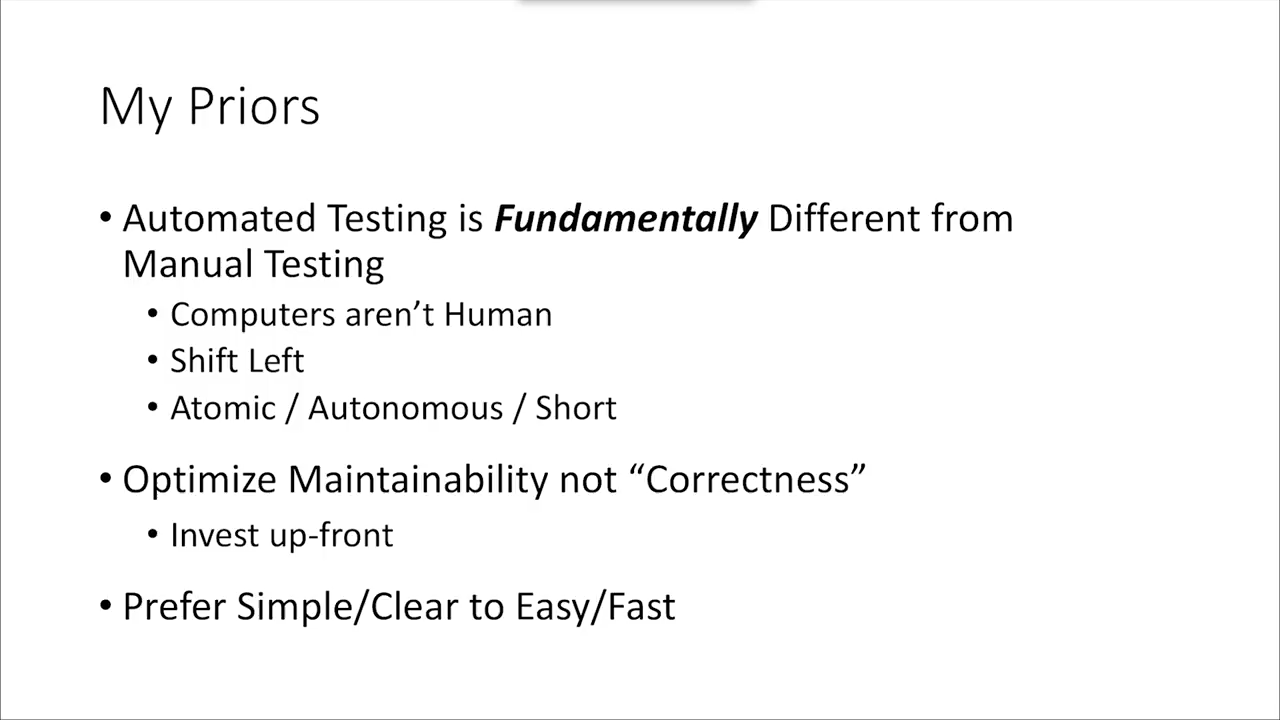 My Priors
• Automated Testing is Fundamentally Different from
Manual Testing
• Computers aren’t Human
• Shift Left
• Atomic / Autonomous / Short
• Optimize Maintainability not “Correctness”
• Invest up-front
• Prefer Simple/Clear to Easy/Fast